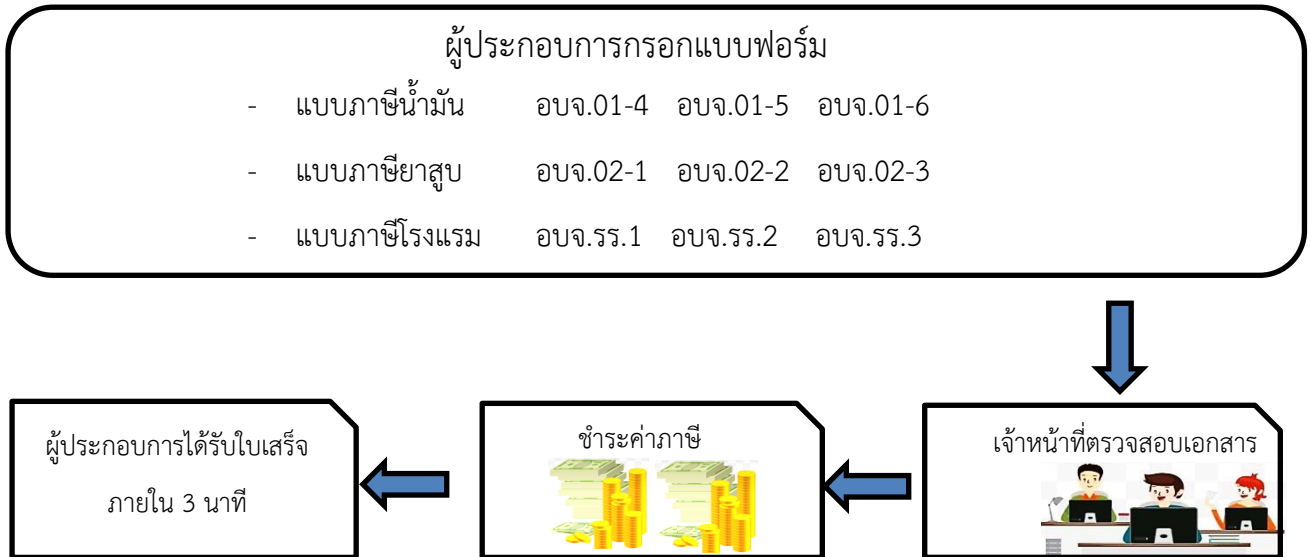 ผู้ประกอบการกรอกแบบฟอร์ม
- แบบภาษีน้ำมัน อบจ.01-4 อบจ.01-5 อบจ.01-6
- แบบภาษียาสูบ อบจ.02-1 อบจ.02-2 อบจ.02-3
- แบบภาษีโรงแรม อบจ.รร.1 อบจ.รร.2 อบจ.รร.3
เจ้าหน้าที่ตรวจสอบเอกสาร
ชำระค่าภาษี
ผู้ประกอบการได้รับใบเสร็จ
ภายใน 3 นาที